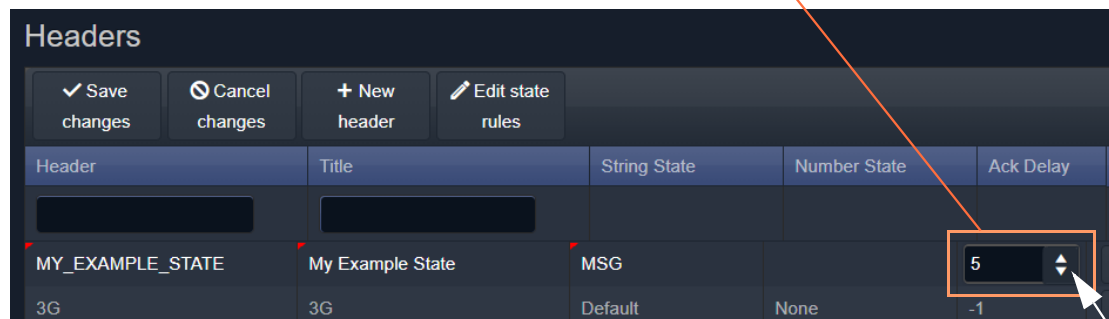 Headers
Save changes
Cancel changes
New header
Edit state rules
Header Title String State Number State Ack Delay
MY_EXAMPLE_STATE My Example State MSG 5
3G 3G Default None -1